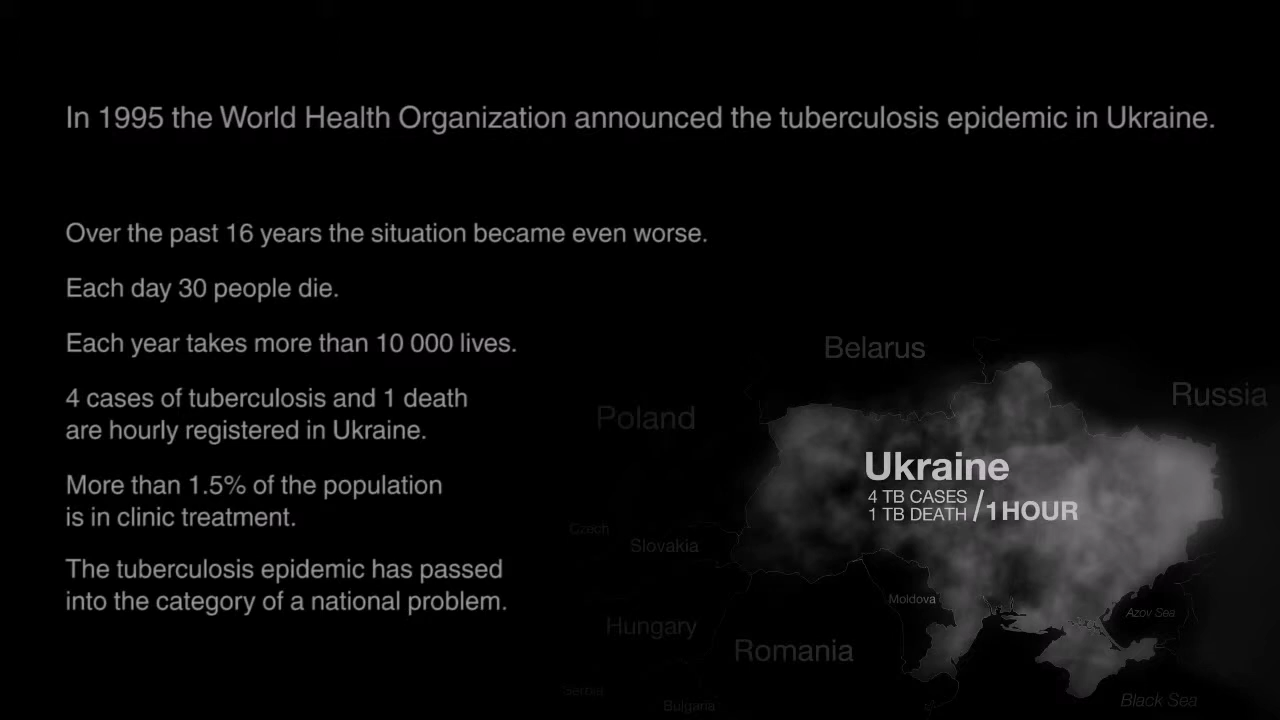 In 1995 the World Health Organization announced the tuberculosis epidemic in Ukraine.
Over the past 16 years the situation became even worse.
Each day 30 people die.
Each year takes more than 10 000 lives.
4 cases of tuberculosis and 1 death
are hourly registered in Ukraine.
More than 1.5% of the population
is in clinic treatment.
The tuberculosis epidemic has passed
into the category of a national problem.
Belarus
Russia
Poland
Ukraine
4 TB CASES
1 TB DEATH /1HOUR
Czech
Slovakia
Moldova
Azov Sea
Hungary
Romania
Serbia
Black Sea
Bulgaria